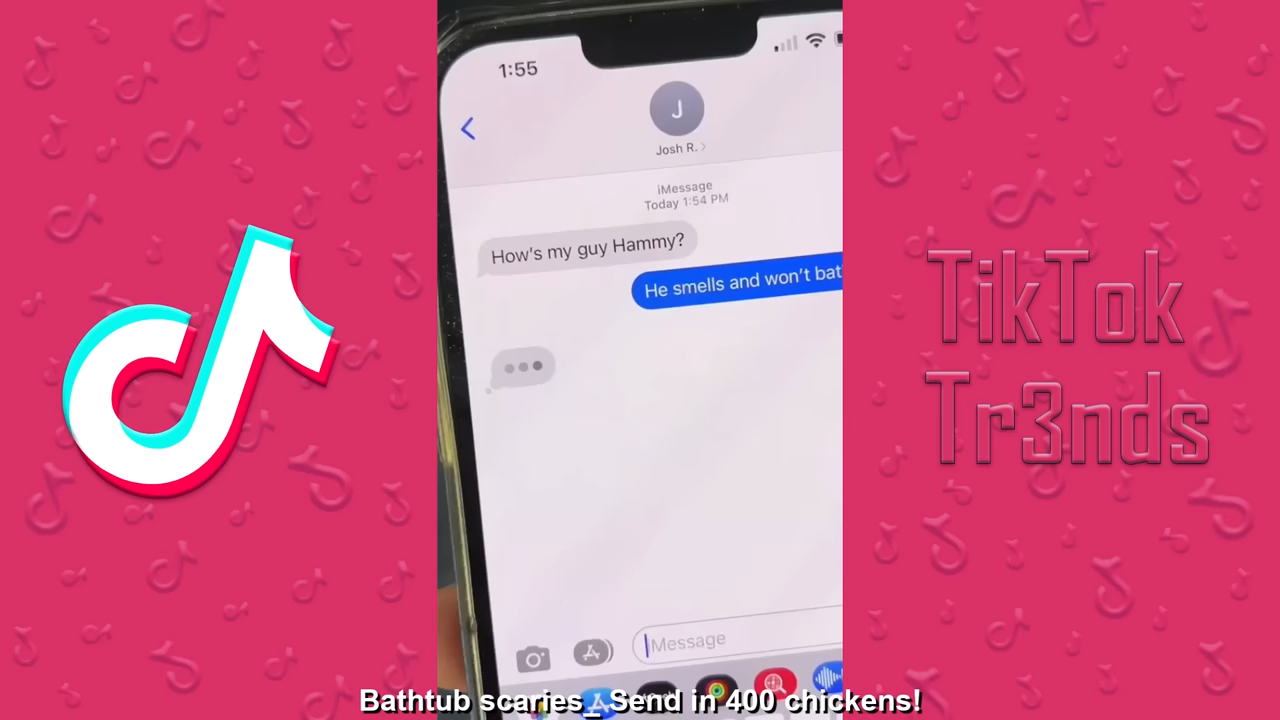 1:55
J
Josh R.
iMessage
Today 1:54 PM
How's my guy Hammy?
He smells and won't
Message
TikTok
Tr3nds
Bathtub scaries_ Send in 400 chickens!